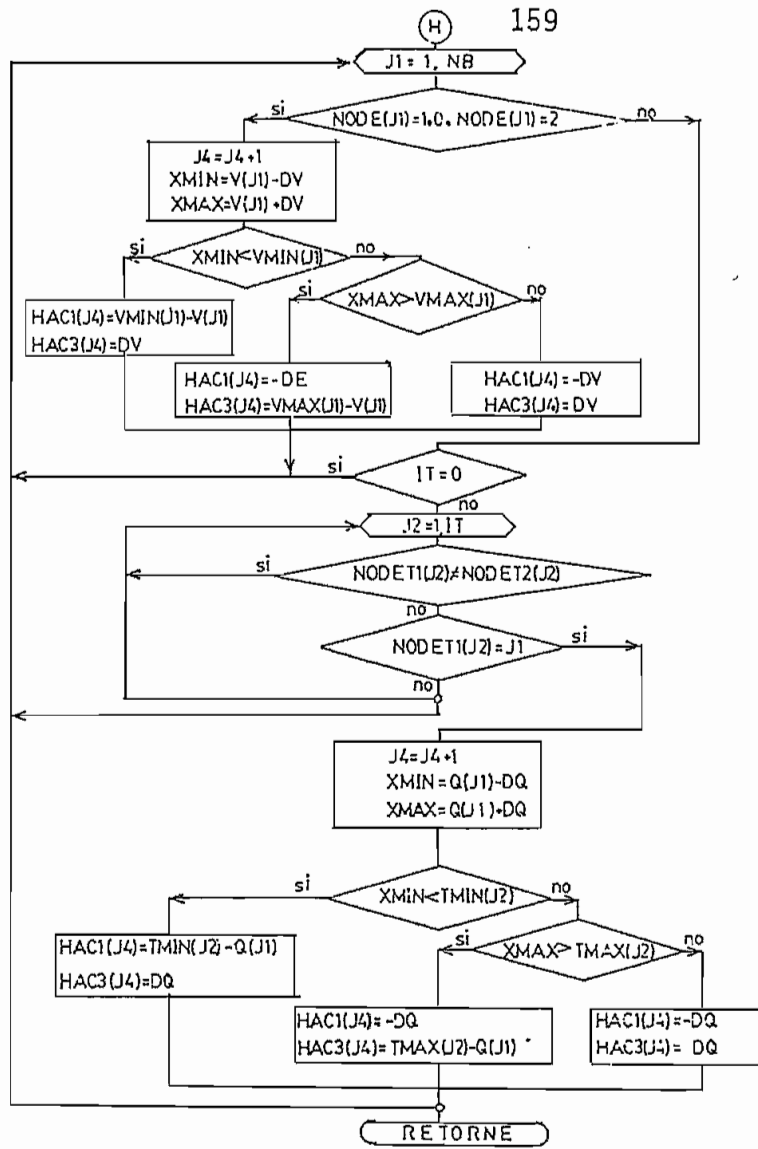 159
H
J1 = 1, NB
si
NODE(J1)=1.O. NODE(J1)=2
no
J4=J4+1
XMIN=V(J1)-DV
XMAX=V(J1)+DV
si
XMIN<VMIN(J1)
no
si
XMAX>VMAX(J1)
no
HAC1(J4)=VMIN(J1)-V(J1)
HAC3(J4)=DV
HAC1(J4)=-DE
HAC3(J4)=VMAX(J1)-V(J1)
HAC1(J4)=-DV
HAC3(J4)=DV
si
IT=0
no
J2=1,IT
si
NODET1(J2)≠NODET2(J2)
no
NODET1(J2)=J1
si
no
J4=J4+1
XMIN=Q(J1)-DQ
XMAX=Q(J1)+DQ
si
XMIN<TMIN(J2)
no
si
XMAX>TMAX(J2)
no
HAC1(J4)=TMIN(J2)-Q(J1)
HAC3(J4)=DQ
HAC1(J4)=-DQ
HAC3(J4)=TMAX(J2)-Q(J1)
HAC1(J4)=-DQ
HAC3(J4)= DQ
RETORNE